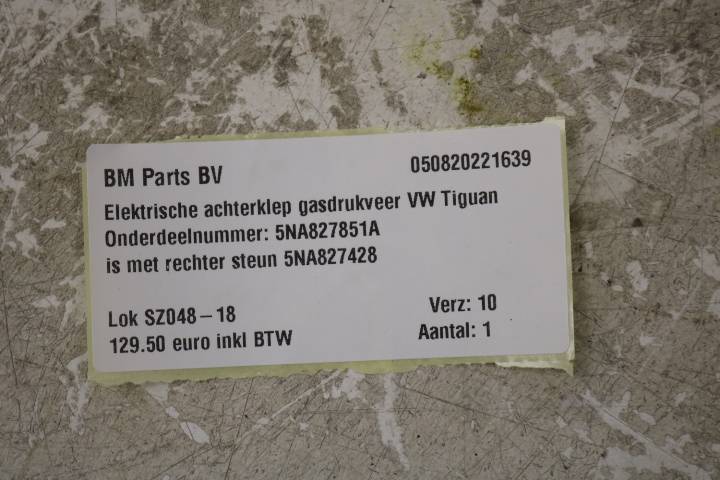 BM Parts BV 050820221639
Elektrische achterklep gasdrukveer VW Tiguan
Onderdeelnummer: 5NA827851A
is met rechter steun 5NA827428
Lok SZ048-18 Verz: 10
129.50 euro inkl BTW Aantal: 1